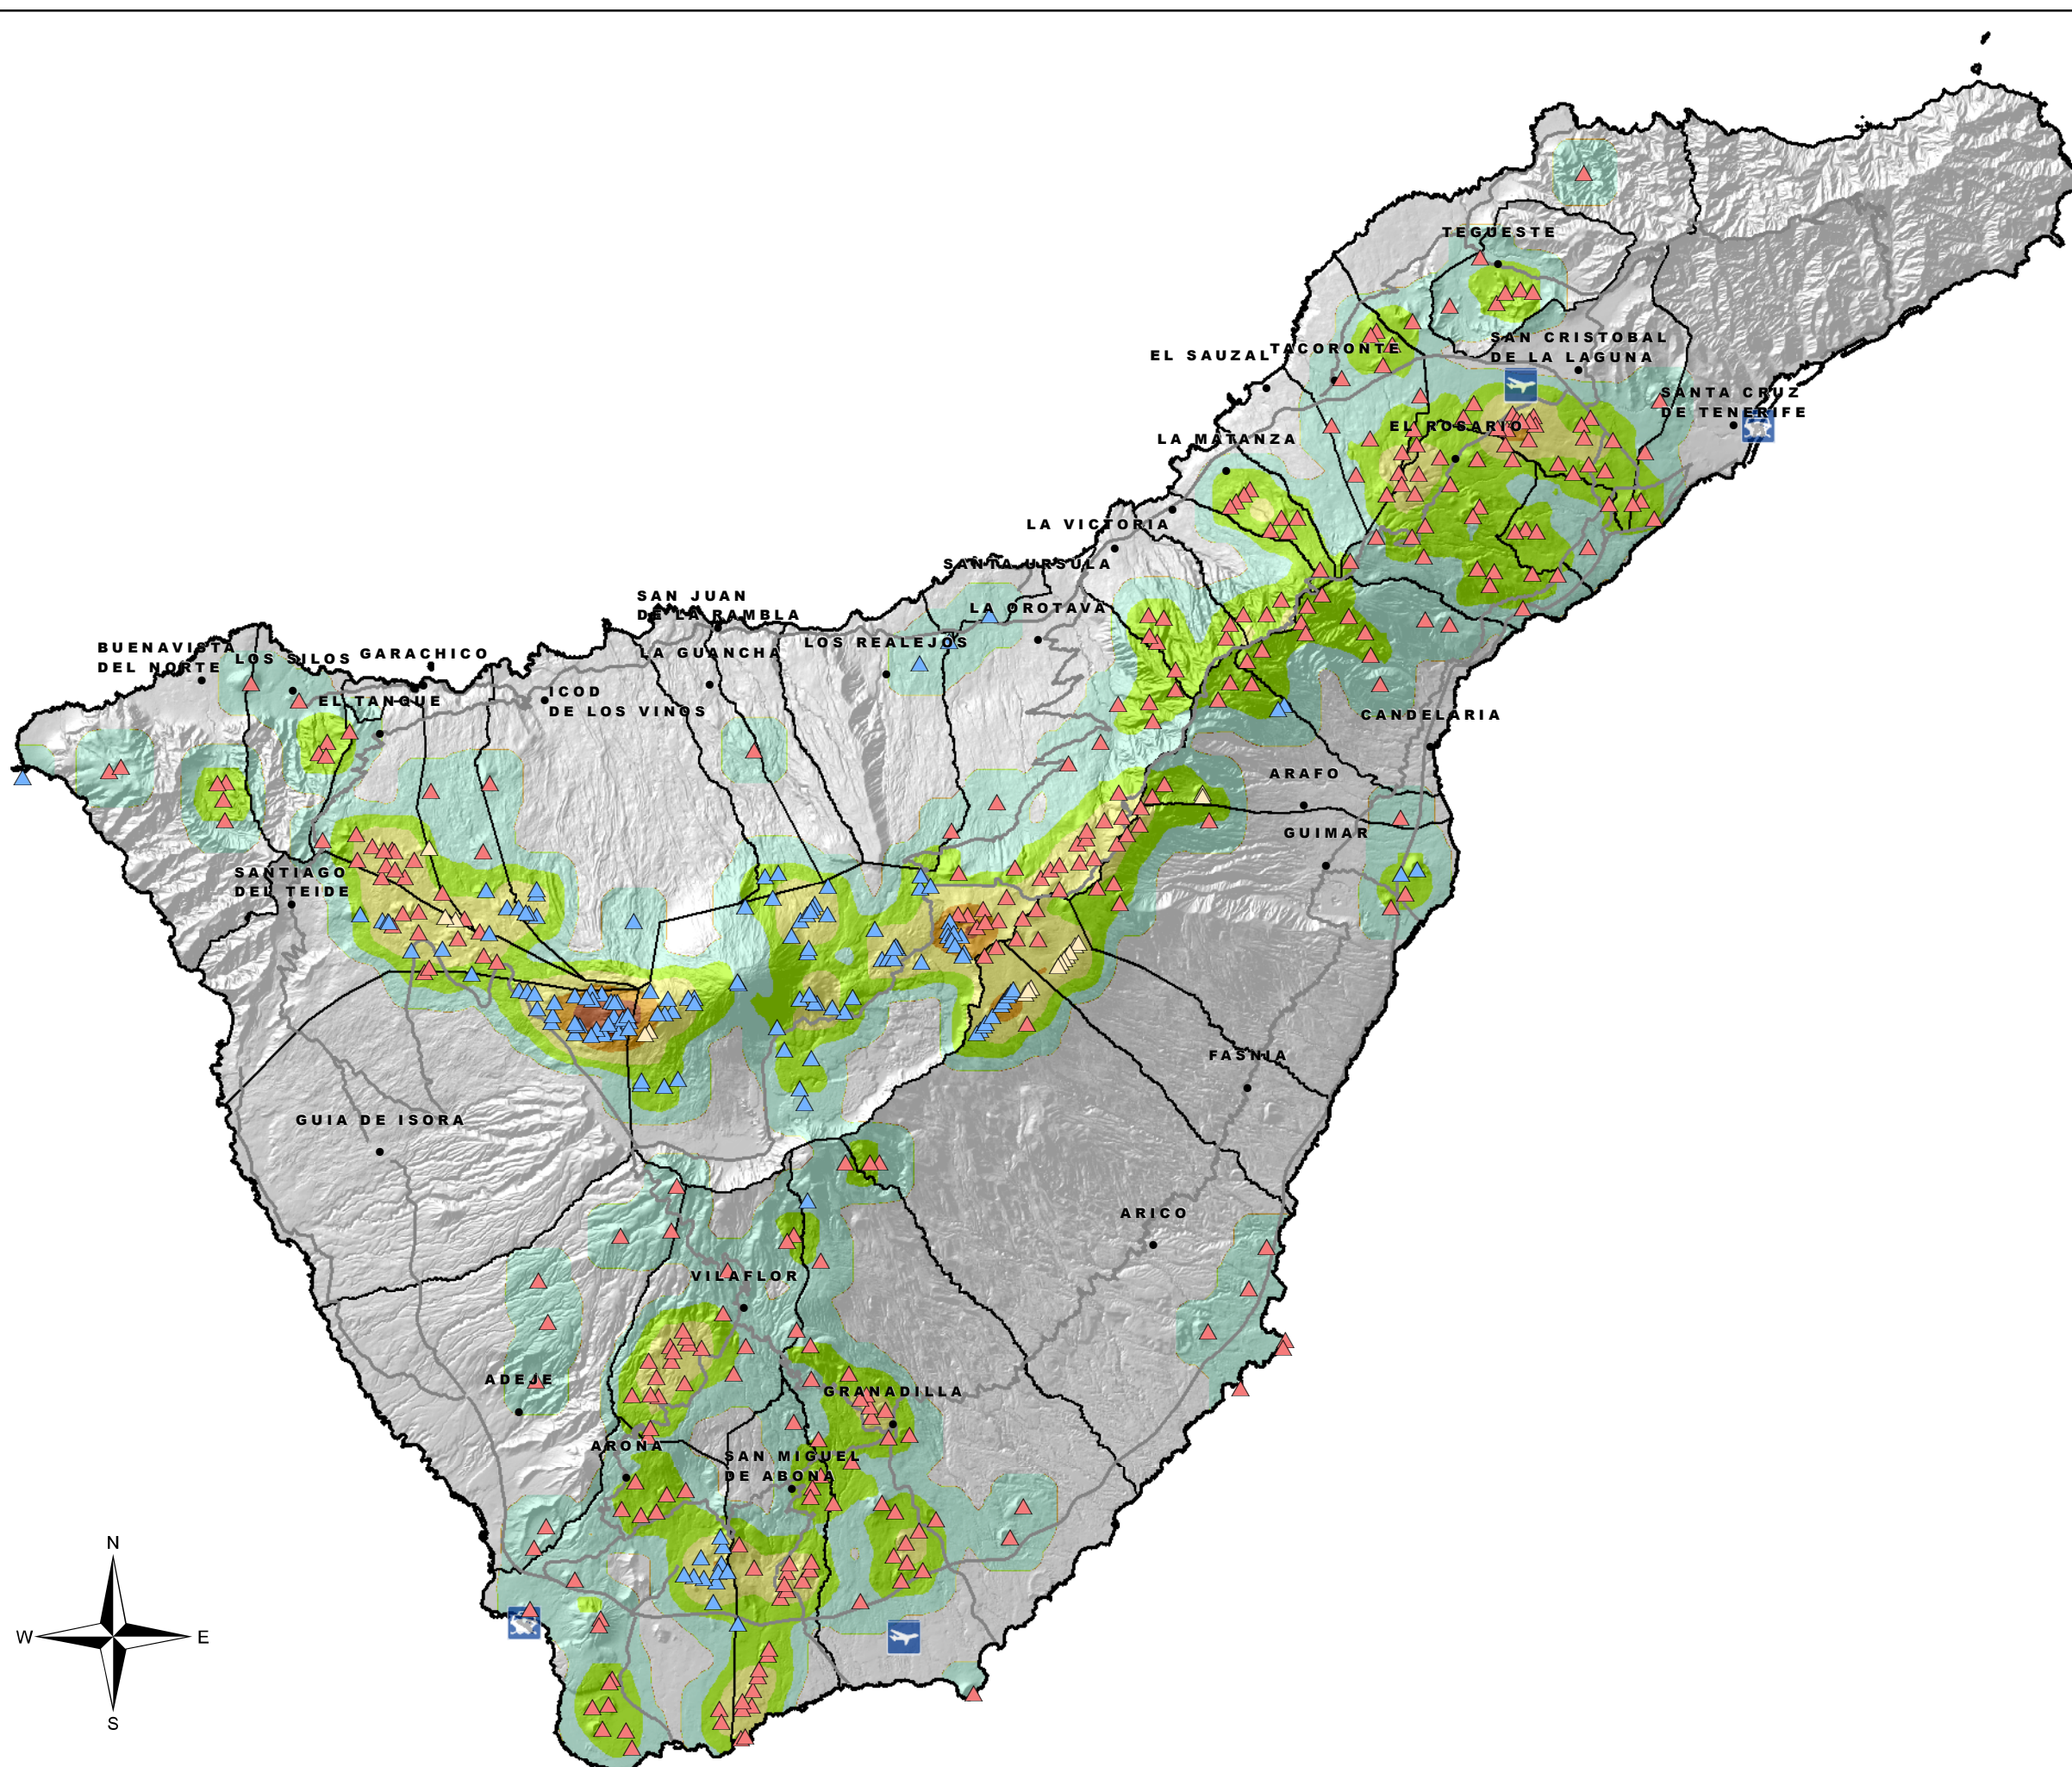 TEGUESTE
SAN CRISTOBAL
DE LA LAGUNA
EL SAUZAL
TACORONTE
SANTA CRUZ
DE TENERIFE
EL ROSARIO
LA MATANZA
LA VICTORIA
SANTA URSULA
SAN JUAN
DE LA RAMBLA
LA OROTAVA
LOS REALEJOS
LA GUANCHA
BUENAVISTA
DEL NORTE
LOS SILOS
GARACHICO
EL TANQUE
ICOD
DE LOS VINOS
CANDELARIA
ARAFO
GUIMAR
SANTIAGO
DEL TEIDE
FASNIA
GUIA DE ISORA
ARICO
VILAFLOR
ADEJE
GRANADILLA
ARONA
SAN MIGUEL
DE ABONA
N
W
E
S